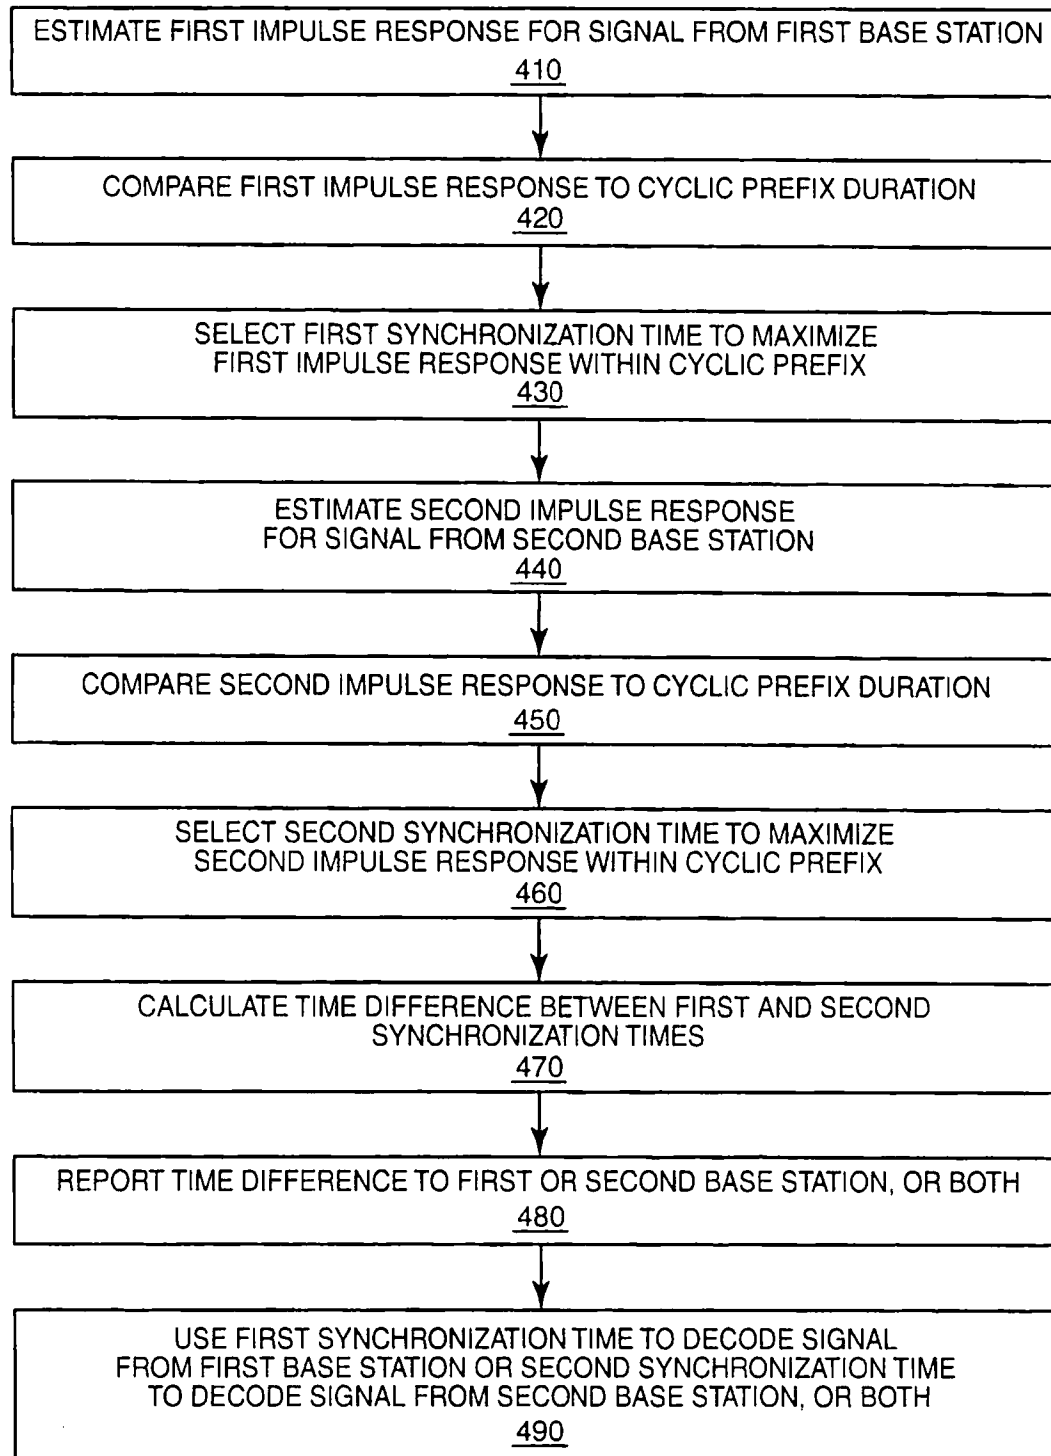 ESTIMATE FIRST IMPULSE RESPONSE FOR SIGNAL FROM FIRST BASE STATION
410
COMPARE FIRST IMPULSE RESPONSE TO CYCLIC PREFIX DURATION
420
SELECT FIRST SYNCHRONIZATION TIME TO MAXIMIZE
FIRST IMPULSE RESPONSE WITHIN CYCLIC PREFIX
430
ESTIMATE SECOND IMPULSE RESPONSE
FOR SIGNAL FROM SECOND BASE STATION
440
COMPARE SECOND IMPULSE RESPONSE TO CYCLIC PREFIX DURATION
450
SELECT SECOND SYNCHRONIZATION TIME TO MAXIMIZE
SECOND IMPULSE RESPONSE WITHIN CYCLIC PREFIX
460
CALCULATE TIME DIFFERENCE BETWEEN FIRST AND SECOND
SYNCHRONIZATION TIMES
470
REPORT TIME DIFFERENCE TO FIRST OR SECOND BASE STATION, OR BOTH
480
USE FIRST SYNCHRONIZATION TIME TO DECODE SIGNAL
FROM FIRST BASE STATION OR SECOND SYNCHRONIZATION TIME
TO DECODE SIGNAL FROM SECOND BASE STATION, OR BOTH
490